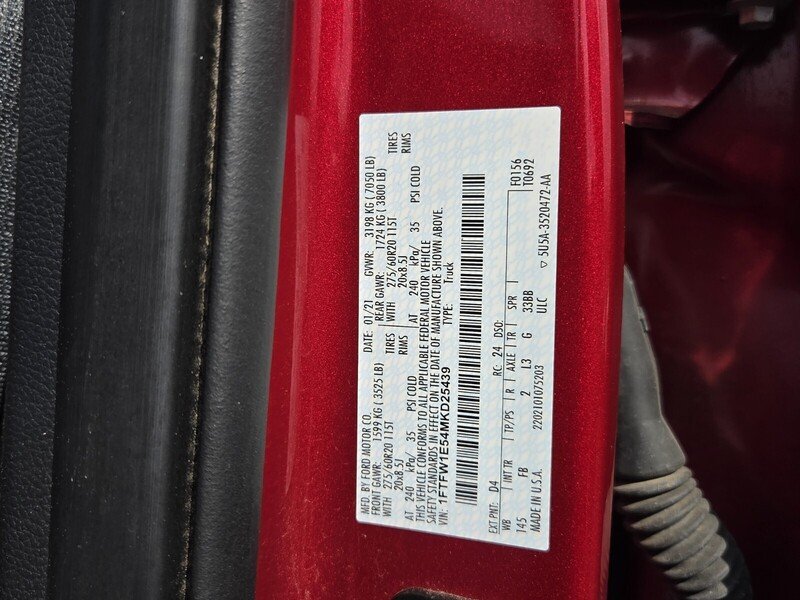 MFD. BY FORD MOTOR CO. DATE: 01/21 GVWR: 3198 KG ( 7050 LB)
FRONT GAWR: 1599 KG ( 3525 LB) REAR GAWR: 1724 KG ( 3800 LB)
WITH 275/60R20 115T TIRES WITH 275/60R20 115T TIRES
20x8.5J RIMS 20x8.5J RIMS
AT 240 kPa/ 35 PSI COLD AT 240 kPa/ 35 PSI COLD
THIS VEHICLE CONFORMS TO ALL APPLICABLE FEDERAL MOTOR VEHICLE
SAFETY STANDARDS IN EFFECT ON THE DATE OF MANUFACTURE SHOWN ABOVE.
VIN: 1FTFW1E54MKD25439 TYPE: Truck
F0156
EXT PNT: D4 RC: 24 DSO: T0692
WB INT TR TP/PS R AXLE TR SPR
145 FB 2 L3 G 33BB ▽ 5U5A-3520472-AA
MADE IN U.S.A. 2202101075203 ULC